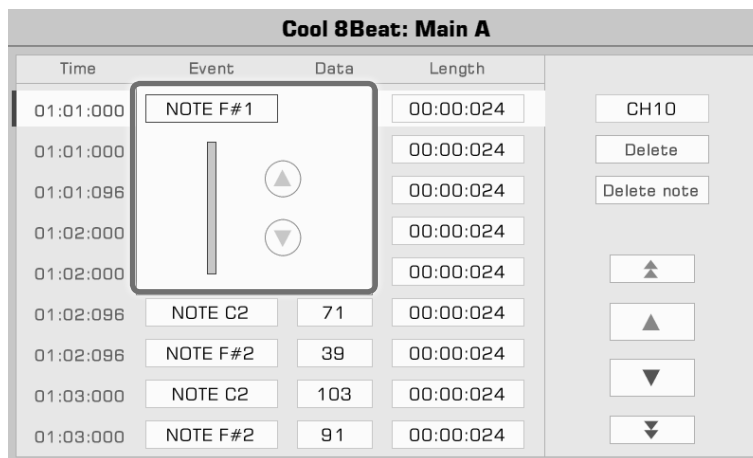 Cool 8Beat: Main A
Time Event Data Length
01:01:000 NOTE F#1 00:00:024 CH10
01:01:000 00:00:024 Delete
01:01:096 00:00:024 Delete note
01:02:000 00:00:024
01:02:000 00:00:024
01:02:096 NOTE C2 71 00:00:024
01:02:096 NOTE F#2 39 00:00:024
01:03:000 NOTE C2 103 00:00:024
01:03:000 NOTE F#2 91 00:00:024